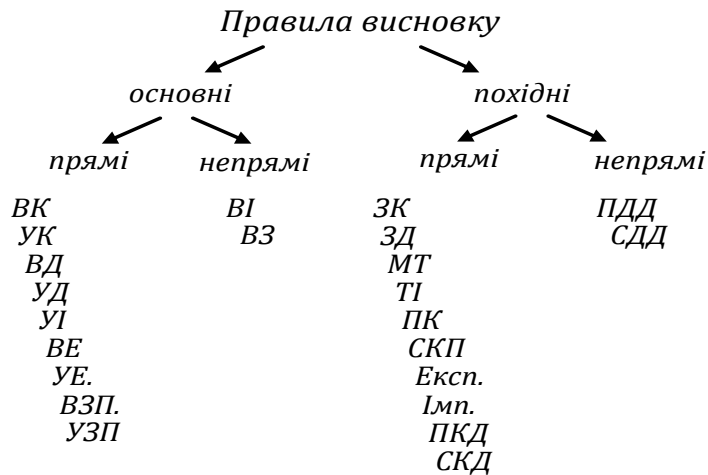 Правила висновку
основні похідні
прямі непрямі прямі непрямі
ВК ВІ ЗК ПДД
УК ВЗ ЗД СДД
ВД МТ
УД ТІ
УІ ПК
ВЕ СКП
УЕ. Експ.
ВЗП. Імп.
УЗП ПКД
СКД